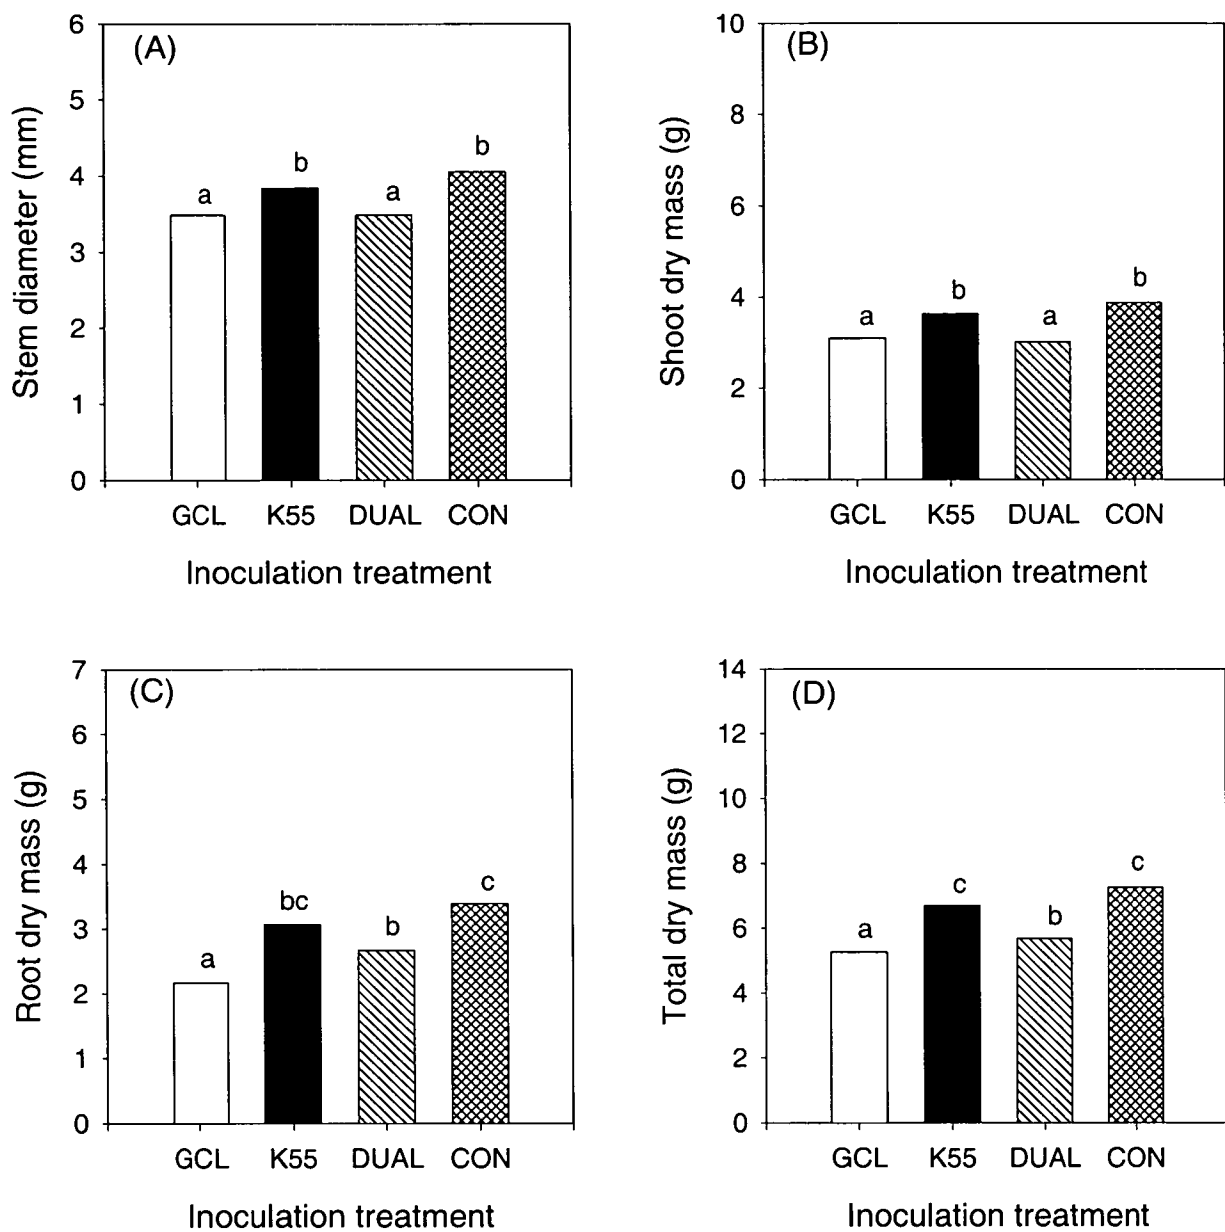 (A)
Stem diameter (mm)
6
5
4
3
2
1
0
a
b
a
b
GCL K55 DUAL CON
Inoculation treatment
(B)
Shoot dry mass (g)
10
8
6
4
2
0
a
b
a
b
GCL K55 DUAL CON
Inoculation treatment
(C)
Root dry mass (g)
7
6
5
4
3
2
1
0
a
bc
b
c
GCL K55 DUAL CON
Inoculation treatment
(D)
Total dry mass (g)
14
12
10
8
6
4
2
0
a
c
b
c
GCL K55 DUAL CON
Inoculation treatment